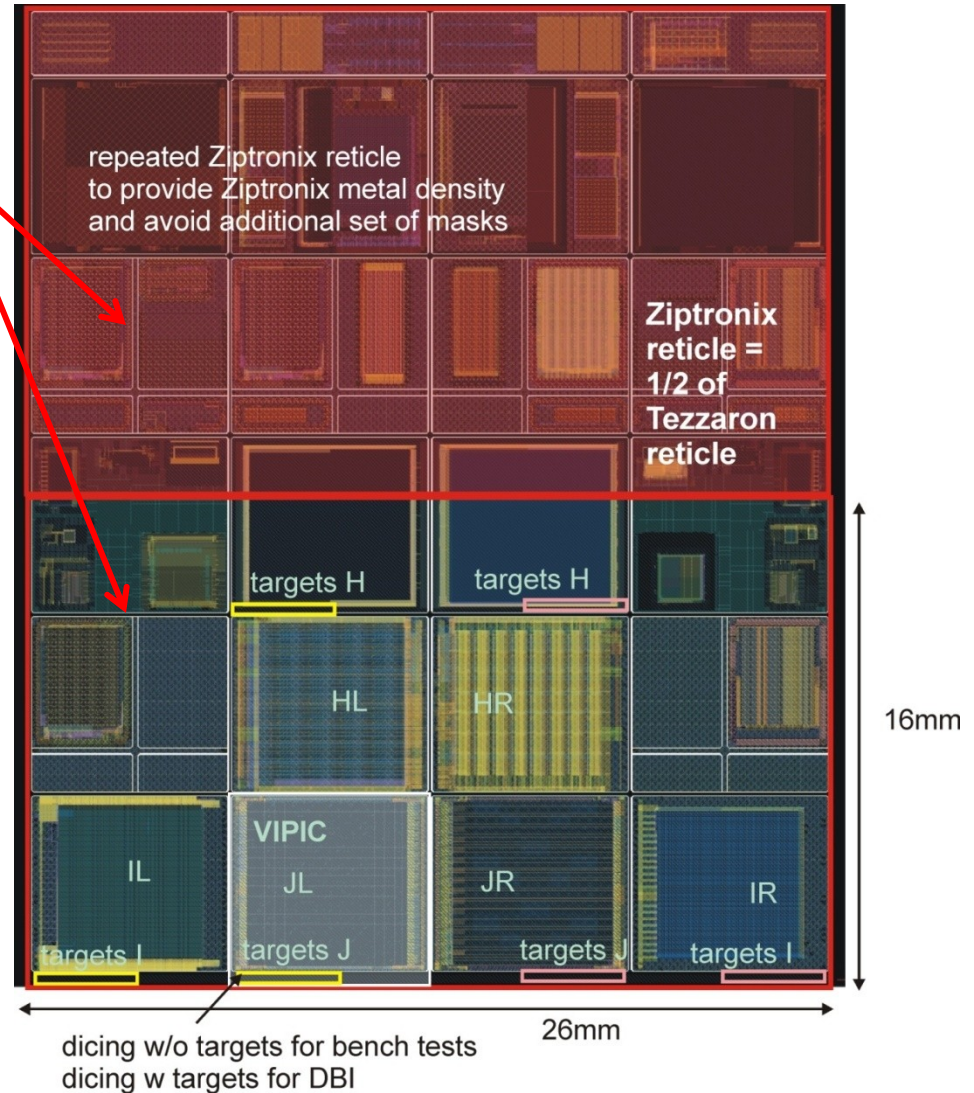 repeated Ziptronix reticle
to provide Ziptronix metal density
and avoid additional set of masks
Ziptronix
reticle =
1/2 of
Tezzaron
reticle
targets H
targets H
HL
HR
16mm
VIPIC
IL
JL
JR
IR
targets I
targets J
targets J
targets I
26mm
dicing w/o targets for bench tests
dicing w targets for DBI